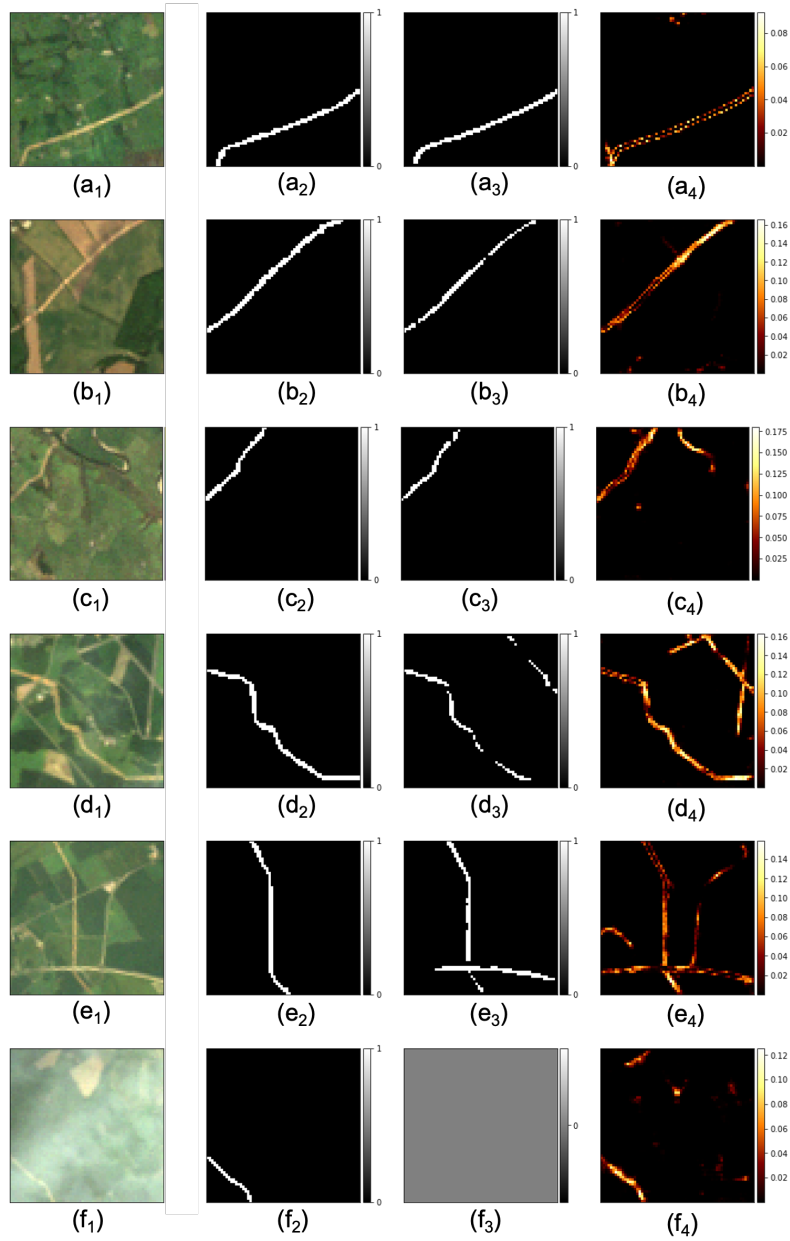 1
1
0.08
0.06
0.04
0.02
0
0
(a1)
(a2)
(a3)
(a4)
1
1
0.16
0.14
0.12
0.10
0.08
0.06
0.04
0.02
0
0
(b1)
(b2)
(b3)
(b4)
1
1
0.175
0.150
0.125
0.100
0.075
0.050
0.025
0
0
(c1)
(c2)
(c3)
(c4)
1
1
0.16
0.14
0.12
0.10
0.08
0.06
0.04
0.02
0
0
(d1)
(d2)
(d3)
(d4)
1
1
0.14
0.12
0.10
0.08
0.06
0.04
0.02
0
0
(e1)
(e2)
(e3)
(e4)
1
0.12
0.10
0.08
0
0.06
0.04
0.02
0
(f1)
(f2)
(f3)
(f4)